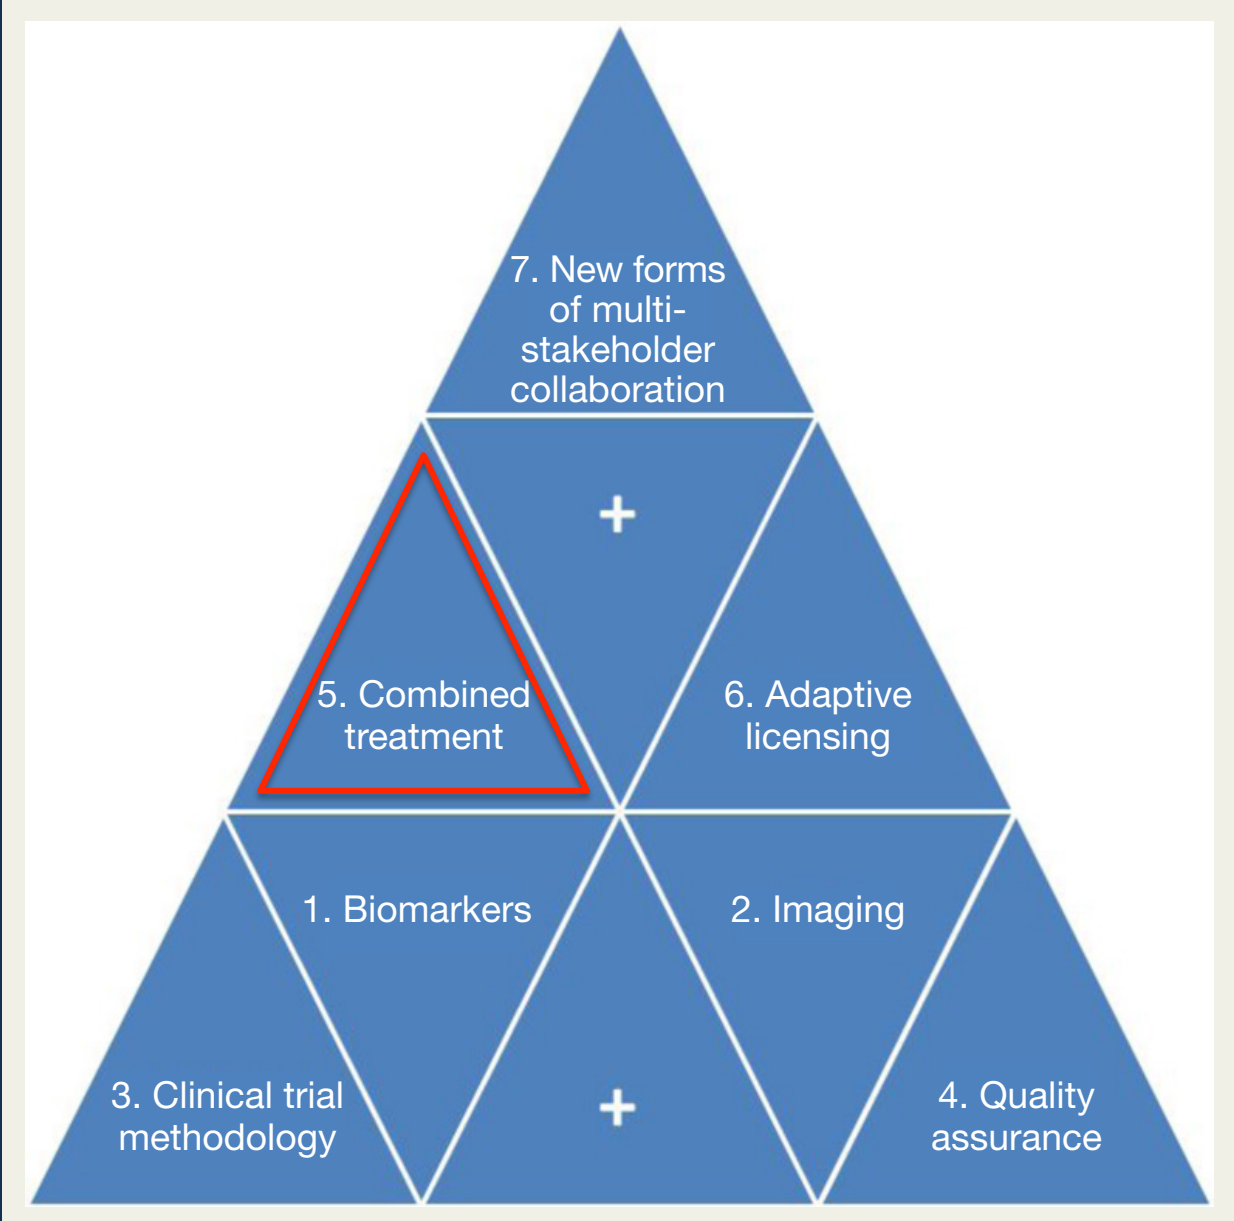 7. New forms
of multi-
stakeholder
collaboration
+
5. Combined
treatment
6. Adaptive
licensing
1. Biomarkers
2. Imaging
3. Clinical trial
methodology
+
4. Quality
assurance